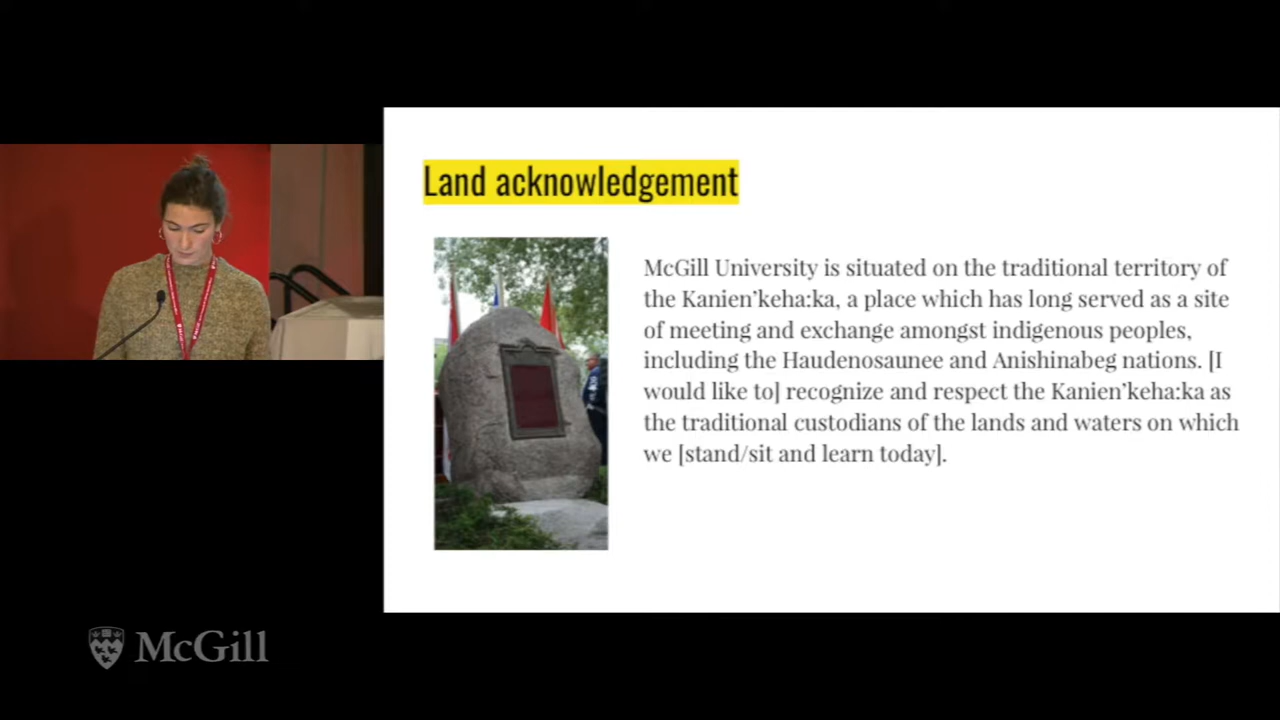 Land acknowledgement
McGill University is situated on the traditional territory of
the Kanien’keha:ka, a place which has long served as a site
of meeting and exchange amongst indigenous peoples,
including the Haudenosaunee and Anishinabeg nations. [I
would like to] recognize and respect the Kanien’keha:ka as
the traditional custodians of the lands and waters on which
we [stand/sit and learn today].
McGill